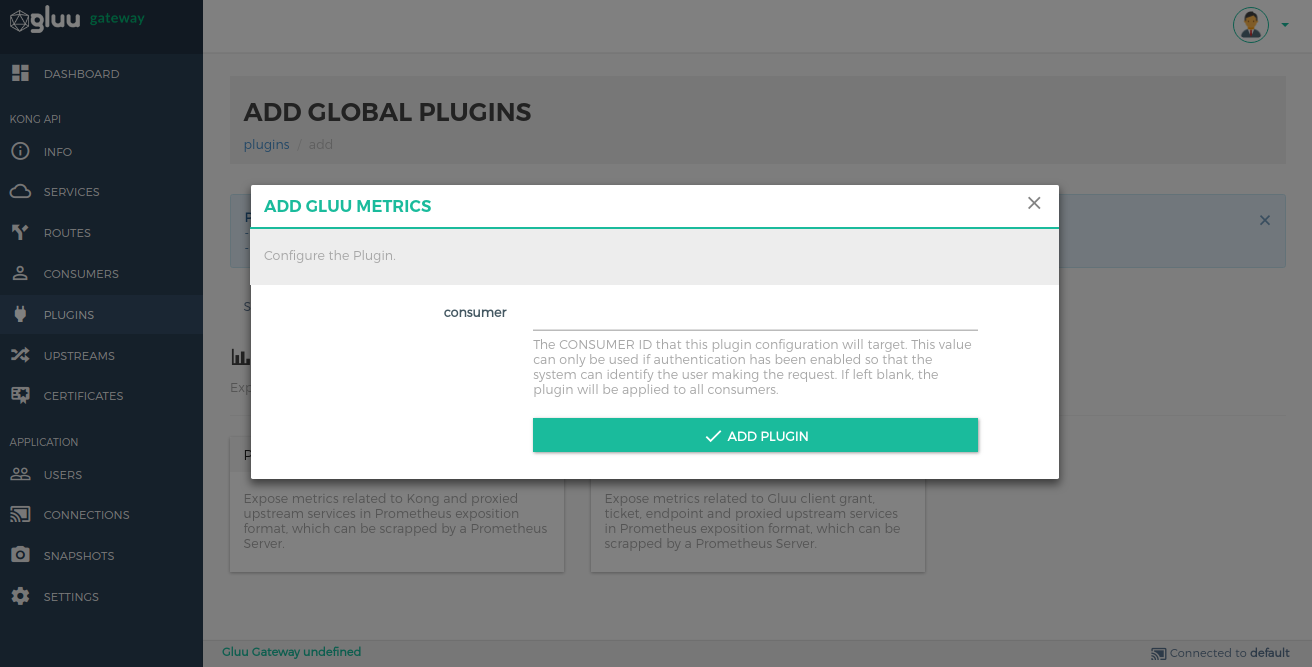 gluu gateway
DASHBOARD
KONG API
INFO
SERVICES
ROUTES
CONSUMERS
PLUGINS
UPSTREAMS
CERTIFICATES
APPLICATION
USERS
CONNECTIONS
SNAPSHOTS
SETTINGS
ADD GLOBAL PLUGINS
plugins / add
ADD GLUU METRICS
Configure the Plugin.
consumer
The CONSUMER ID that this plugin configuration will target. This value
can only be used if authentication has been enabled so that the
system can identify the user making the request. If left blank, the
plugin will be applied to all consumers.
ADD PLUGIN
Expose metrics related to Kong and proxied
upstream services in Prometheus exposition
format, which can be scrapped by a Prometheus
Server.
Expose metrics related to Gluu client grant,
ticket, endpoint and proxied upstream services
in Prometheus exposition format, which can be
scrapped by a Prometheus Server.
Gluu Gateway undefined
Connected to default